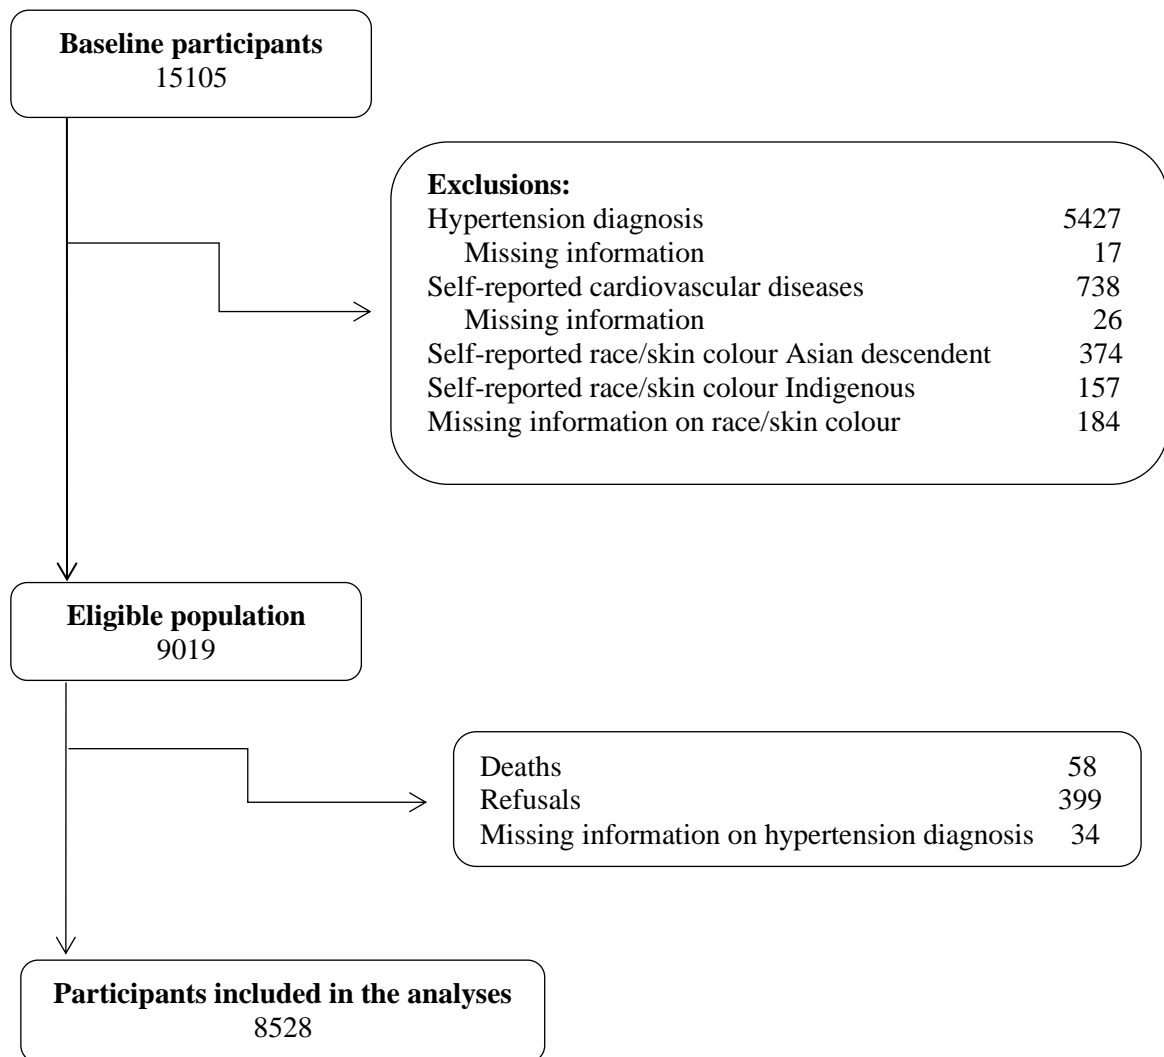 Baseline participants
15105
Exclusions:
Hypertension diagnosis 5427
Missing information 17
Self-reported cardiovascular diseases 738
Missing information 26
Self-reported race/skin colour Asian descendent 374
Self-reported race/skin colour Indigenous 157
Missing information on race/skin colour 184
Eligible population
9019
Deaths 58
Refusals 399
Missing information on hypertension diagnosis 34
Participants included in the analyses
8528